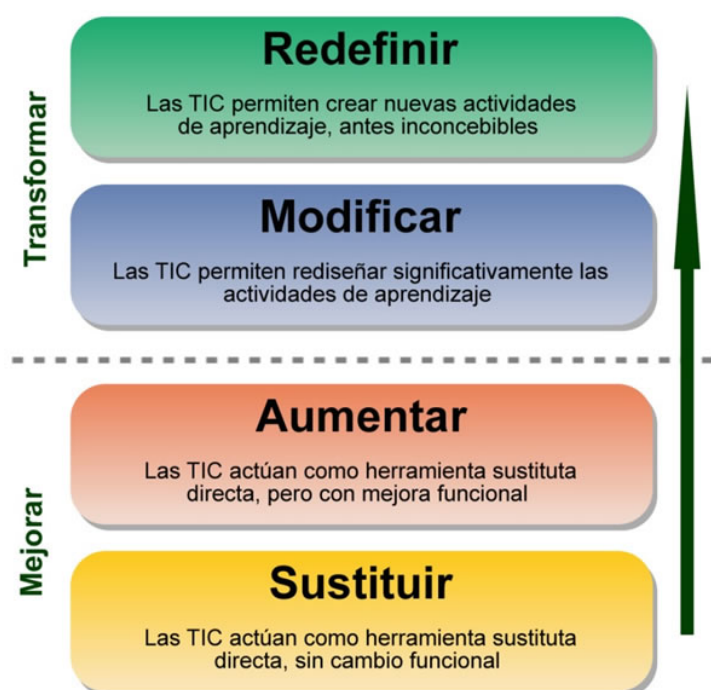 Transformar
Redefinir
Las TIC permiten crear nuevas actividades
de aprendizaje, antes inconcebibles
Modificar
Las TIC permiten rediseñar significativamente las
actividades de aprendizaje
Mejorar
Aumentar
Las TIC actúan como herramienta sustituta
directa, pero con mejora funcional
Sustituir
Las TIC actúan como herramienta sustituta
directa, sin cambio funcional